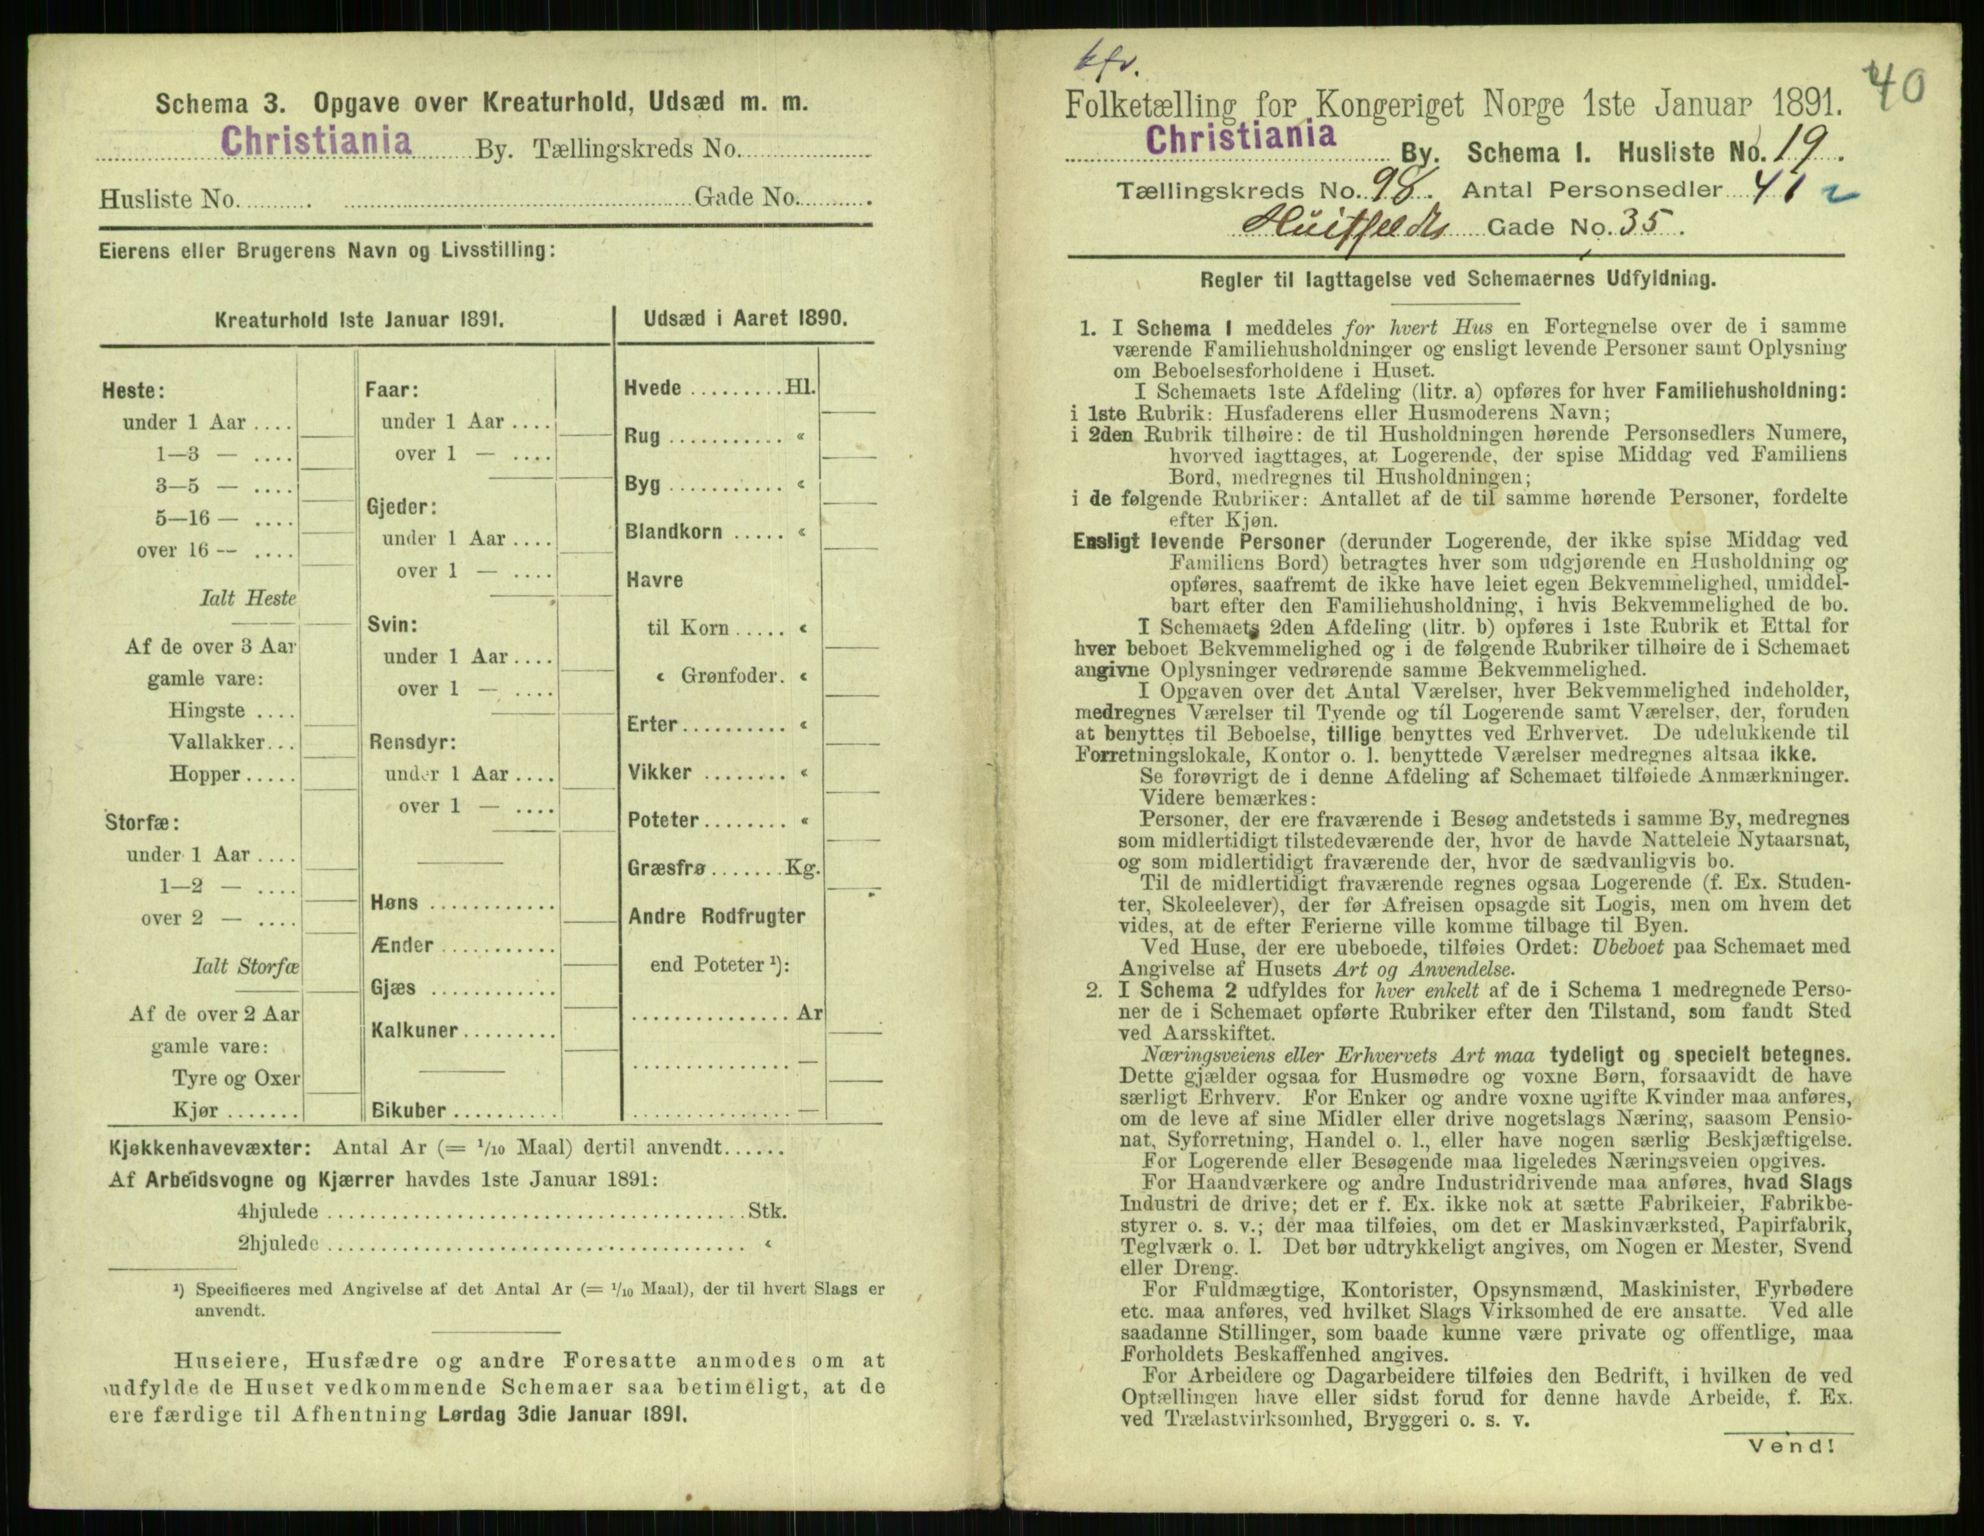 Schema 3. Opgave over Kreaturhold, Udsæd m. m.
Christiania By. Tællingskreds No.
Husliste No. Gade No.
Eierens eller Brugerens Navn og Livsstilling:
Kreaturhold 1ste Januar 1891.
Heste:
under 1 Aar ....
1—3 — ....
3—5 — ....
5—16 — ....
over 16 — ....
Ialt Heste
Af de over 3 Aar
gamle vare:
Hingste ....
Vallakker...
Hopper.....
Storfæ:
under 1 Aar ....
1—2 — ....
over 2 — ....
Ialt Storfæ
Af de over 2 Aar
gamle vare:
Tyre og Oxer
Kjør .......
Faar:
under 1 Aar ....
over 1 — ....
Gjeder:
under 1 Aar ....
over 1 — ....
Svin:
under 1 Aar ....
over 1 — ....
Rensdyr:
under 1 Aar ....
over 1 — ....
Høns ............
Ænder ...........
Gjæs ............
Kalkuner.........
Bikuber..........
Udsæd i Aaret 1890.
Hvede .........Hl.
Rug ........... «
Byg ........... «
Blandkorn ..... «
Havre
til Korn ..... «
« Grønfoder. «
Erter.......... «
Vikker ........ «
Poteter........ «
Græsfrø.......Kg.
Andre Rodfrugter
end Poteter ¹):
............... Ar
............... —
............... —
Kjøkkenhavevæxter: Antal Ar (= 1/10 Maal) dertil anvendt......
Af Arbeidsvogne og Kjærrer havdes 1ste Januar 1891:
4hjulede ........................................Stk.
2hjulede ........................................ «
¹) Specificeres med Angivelse af det Antal Ar (= 1/10 Maal), der til hvert Slags er
anvendt.
Huseiere, Husfædre og andre Foresatte anmodes om at
udfylde de Huset vedkommende Schemaer saa betimeligt, at de
ere færdige til Afhentning Lørdag 3die Januar 1891.
kfr.
40
Folketælling for Kongeriget Norge 1ste Januar 1891.
Christiania By. Schema 1. Husliste No. 19.
Tællingskreds No. 98. Antal Personsedler 41 2
Huitfeldts Gade No. 35.
Regler til Iagttagelse ved Schemaernes Udfyldning.
1. I Schema 1 meddeles for hvert Hus en Fortegnelse over de i samme
værende Familiehusholdninger og ensligt levende Personer samt Oplysning
om Beboelsesforholdene i Huset.
I Schemaets 1ste Afdeling (litr. a) opføres for hver Familiehusholdning:
i 1ste Rubrik: Husfaderens eller Husmoderens Navn;
i 2den Rubrik tilhøire: de til Husholdningen hørende Personsedlers Numere,
hvorved iagttages, at Logerende, der spise Middag ved Familiens
Bord, medregnes til Husholdningen;
i de følgende Rubriker: Antallet af de til samme hørende Personer, fordelte
efter Kjøn.
Ensligt levende Personer (derunder Logerende, der ikke spise Middag ved
Familiens Bord) betragtes hver som udgjørende en Husholdning og
opføres, saafremt de ikke have leiet egen Bekvemmelighed, umiddel-
bart efter den Familiehusholdning, i hvis Bekvemmelighed de bo.
I Schemaets 2den Afdeling (litr. b) opføres i 1ste Rubrik et Ettal for
hver beboet Bekvemmelighed og i de følgende Rubriker tilhøire de i Schemaet
angivne Oplysninger vedrørende samme Bekvemmelighed.
I Opgaven over det Antal Værelser, hver Bekvemmelighed indeholder,
medregnes Værelser til Tyende og til Logerende samt Værelser, der, foruden
at benyttes til Beboelse, tillige benyttes ved Erhvervet. De udelukkende til
Forretningslokale, Kontor o. l. benyttede Værelser medregnes altsaa ikke.
Se forøvrigt de i denne Afdeling af Schemaet tilføiede Anmærkninger.
Videre bemærkes:
Personer, der ere fraværende i Besøg andetsteds i samme By, medregnes
som midlertidigt tilstedeværende der, hvor de havde Natteleie Nytaarsnat,
og som midlertidigt fraværende der, hvor de sædvanligvis bo.
Til de midlertidigt fraværende regnes ogsaa Logerende (f. Ex. Studen-
ter, Skoleelever), der før Afreisen opsagde sit Logis, men om hvem det
vides, at de efter Ferierne ville komme tilbage til Byen.
Ved Huse, der ere ubeboede, tilføies Ordet: Ubeboet paa Schemaet med
Angivelse af Husets Art og Anvendelse.
2. I Schema 2 udfyldes for hver enkelt af de i Schema 1 medregnede Perso-
ner de i Schemaet opførte Rubriker efter den Tilstand, som fandt Sted
ved Aarsskiftet.
Næringsveiens eller Erhvervets Art maa tydeligt og specielt betegnes.
Dette gjælder ogsaa for Husmødre og voxne Børn, forsaavidt de have
særligt Erhverv. For Enker og andre voxne ugifte Kvinder maa anføres,
om de leve af sine Midler eller drive nogetslags Næring, saasom Pensio-
nat, Syforretning, Handel o. l., eller have nogen særlig Beskjæftigelse.
For Logerende eller Besøgende maa ligeledes Næringsveien opgives.
For Haandværkere og andre Industridrivende maa anføres, hvad Slags
Industri de drive; det er f. Ex. ikke nok at sætte Fabrikeier, Fabrikbe-
styrer o. s. v.; der maa tilføies, om det er Maskinværksted, Papirfabrik,
Teglværk o. l. Det bør udtrykkeligt angives, om Nogen er Mester, Svend
eller Dreng.
For Fuldmægtige, Kontorister, Opsynsmænd, Maskinister, Fyrbødere
etc. maa anføres, ved hvilket Slags Virksomhed de ere ansatte. Ved alle
saadanne Stillinger, som baade kunne være private og offentlige, maa
Forholdets Beskaffenhed angives.
For Arbeidere og Dagarbeidere tilføies den Bedrift, i hvilken de ved
Optællingen have eller sidst forud for denne havde Arbeide, f. Ex.
ved Trælastvirksomhed, Bryggeri o. s. v.
Vend!